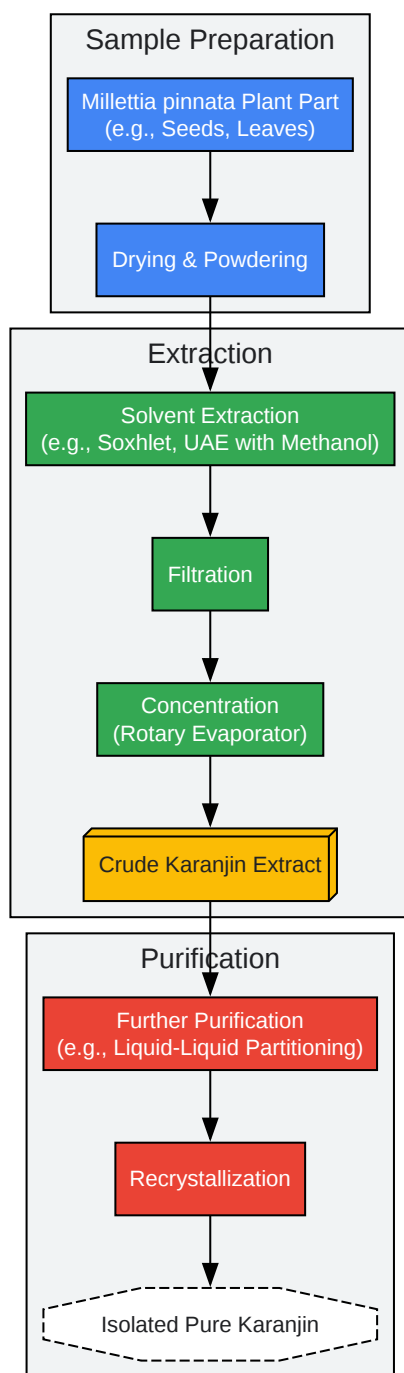 Sample Preparation
Millettia pinnata Plant Part
(e.g., Seeds, Leaves)
Drying & Powdering
Extraction
Solvent Extraction
(e.g., Soxhlet, UAE with Methanol)
Filtration
Concentration
(Rotary Evaporator)
Crude Karanjin Extract
Purification
Further Purification
(e.g., Liquid-Liquid Partitioning)
Recrystallization
Isolated Pure Karanjin